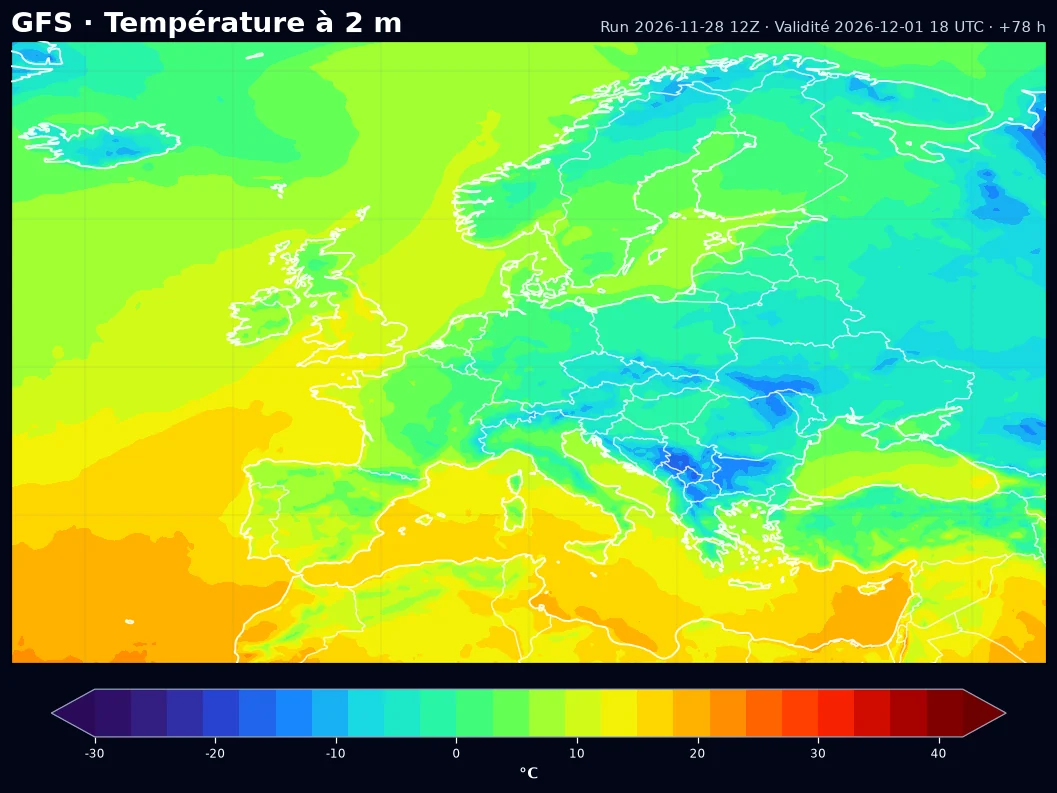 GFS · Température à 2 m
Run 2026-11-28 12Z · Validité 2026-12-01 18 UTC · +78 h
-30 -20 -10 0 10 20 30 40
°C